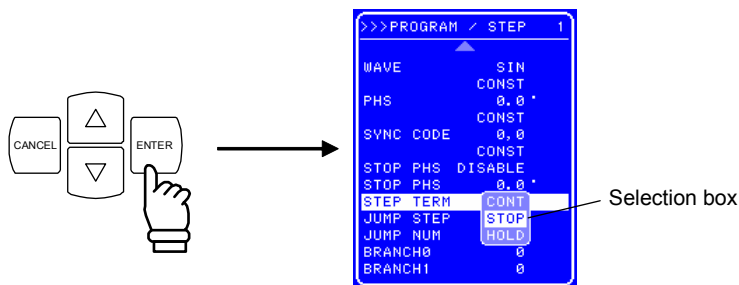 CANCEL
ENTER
>>>PROGRAM / STEP 1
WAVE SIN
CONST
PHS 0.0°
CONST
SYNC CODE 0,0
CONST
STOP PHS DISABLE
STOP PHS 0.0°
STEP TERM CONT
JUMP STEP STOP
JUMP NUM HOLD
BRANCH0 0
BRANCH1 0
Selection box